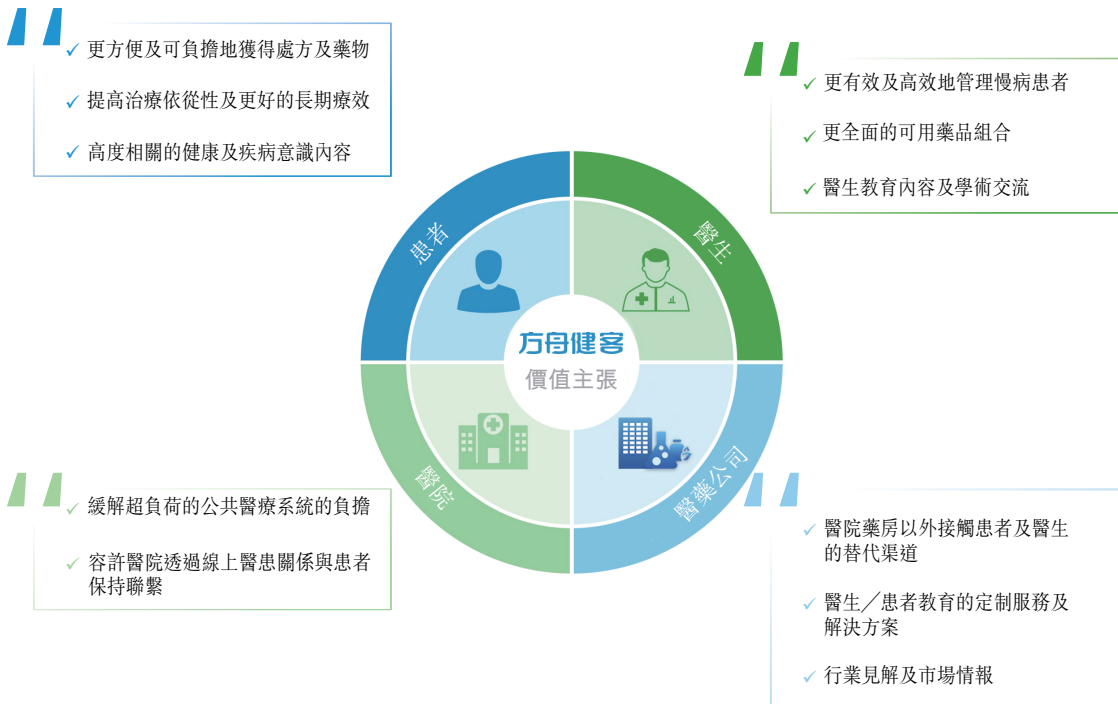 更方便及可負擔地獲得處方及藥物
提高治療依從性及更好的長期療效
高度相關的健康及疾病意識內容
更有效及高效地管理慢病患者
更全面的可用藥品組合
醫生教育內容及學術交流
患者
醫生
方舟健客
價值主張
醫院
醫藥公司
緩解超負荷的公共醫療系統的負擔
容許醫院透過線上醫患關係與患者
保持聯繫
醫院藥房以外接觸患者及醫生
的替代渠道
醫生／患者教育的定制服務及
解決方案
行業見解及市場情報